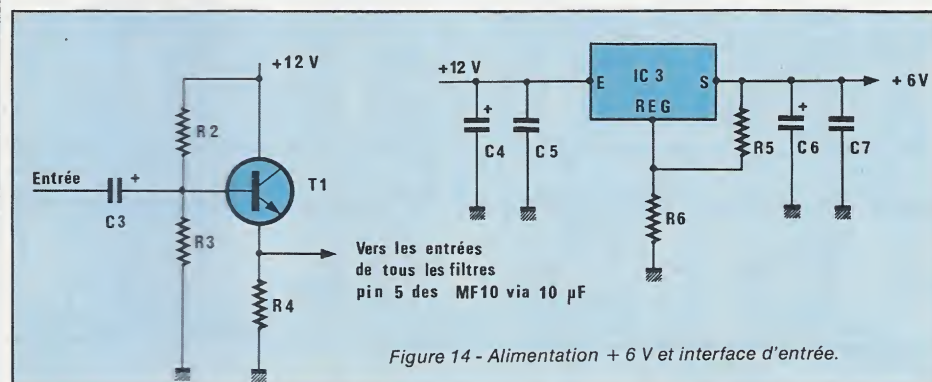 +12 V
R2
Entrée
+
C3
R3
T1
R4
Vers les entrées
de tous les filtres
pin 5 des MF10 via 10 µF
+12 V
+
C4
C5
E
IC 3
S
REG
R5
R6
+
C6
C7
+ 6V
Figure 14 - Alimentation + 6 V et interface d'entrée.